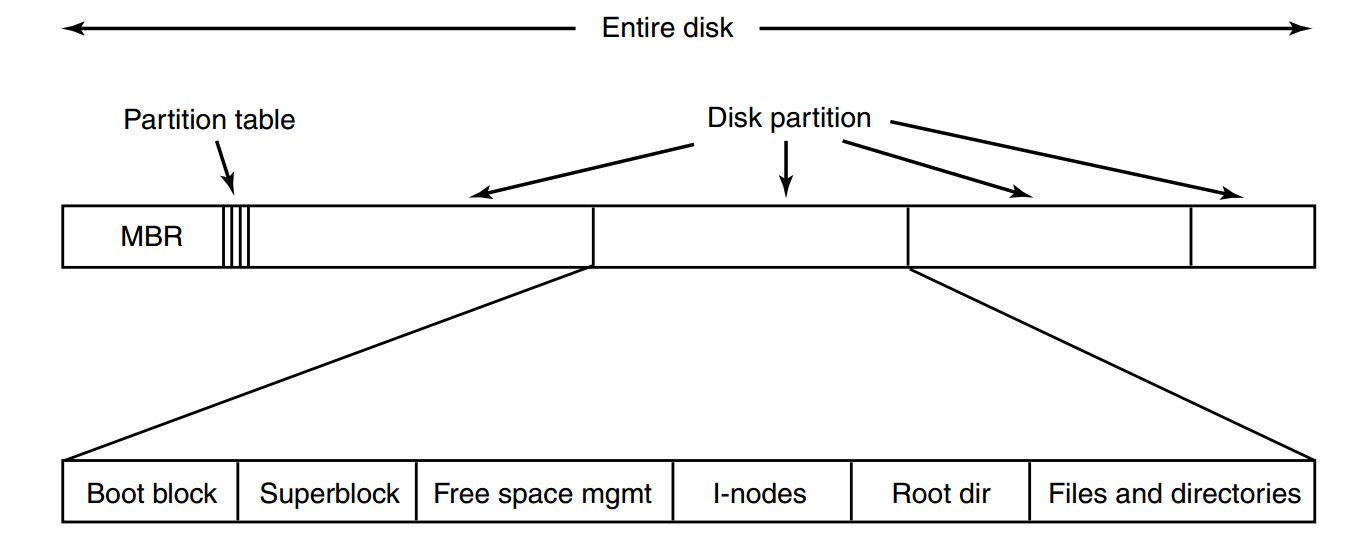 Entire disk
Partition table
Disk partition
MBR
Boot block
Superblock
Free space mgmt
I-nodes
Root dir
Files and directories